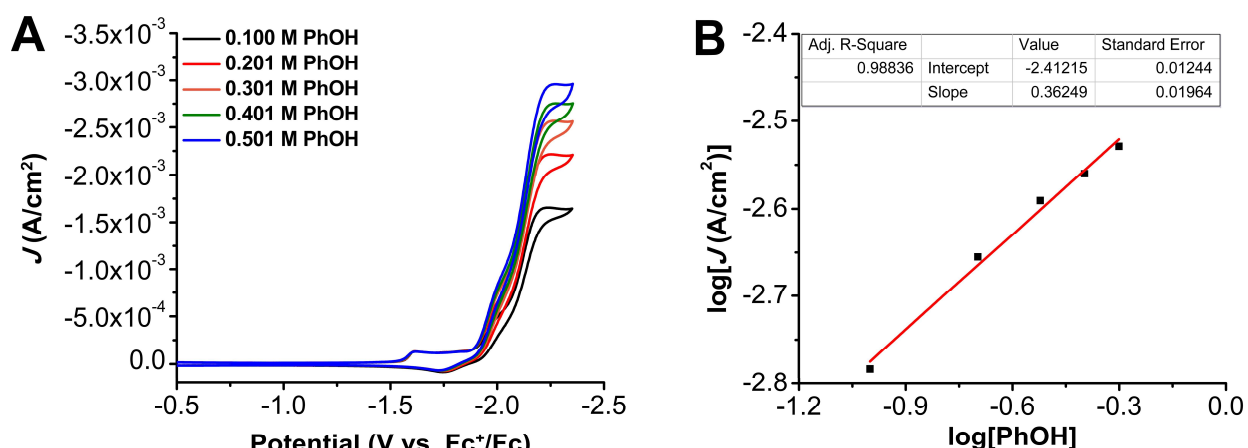 A
-3.5x10⁻³
-3.0x10⁻³
-2.5x10⁻³
-2.0x10⁻³
-1.5x10⁻³
-1.0x10⁻³
-5.0x10⁻⁴
0.0
J (A/cm²)
0.100 M PhOH
0.201 M PhOH
0.301 M PhOH
0.401 M PhOH
0.501 M PhOH
-0.5 -1.0 -1.5 -2.0 -2.5
Potential (V vs. Fc⁺/Fc)
B
-2.4
-2.5
-2.6
-2.7
-2.8
log[J (A/cm²)]
Adj. R-Square Value Standard Error
0.98836 Intercept -2.41215 0.01244
Slope 0.36249 0.01964
-1.2 -0.9 -0.6 -0.3 0.0
log[PhOH]